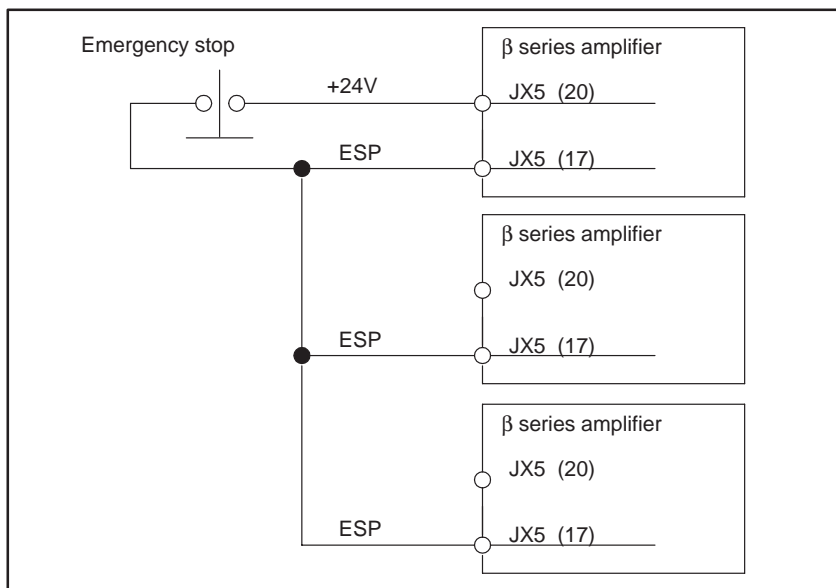 Emergency stop
β series amplifier
+24V
JX5 (20)
ESP
JX5 (17)
β series amplifier
JX5 (20)
ESP
JX5 (17)
β series amplifier
JX5 (20)
ESP
JX5 (17)